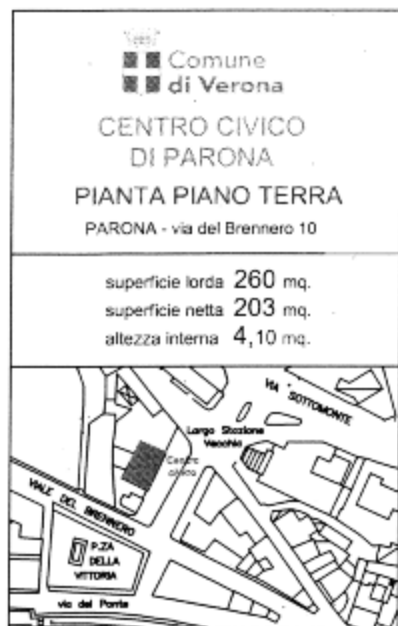 Comune
di Verona
CENTRO CIVICO
DI PARONA
PIANTA PIANO TERRA
PARONA - via del Brennero 10
superficie lorda 260 mq.
superficie netta 203 mq.
altezza interna 4,10 mq.
VIA SOTTOMONTE
Largo Stazione
Vecchia
Centro
civico
VIALE DEL BRENNERO
P.ZA
DELLA
VITTORIA
via del Ponte